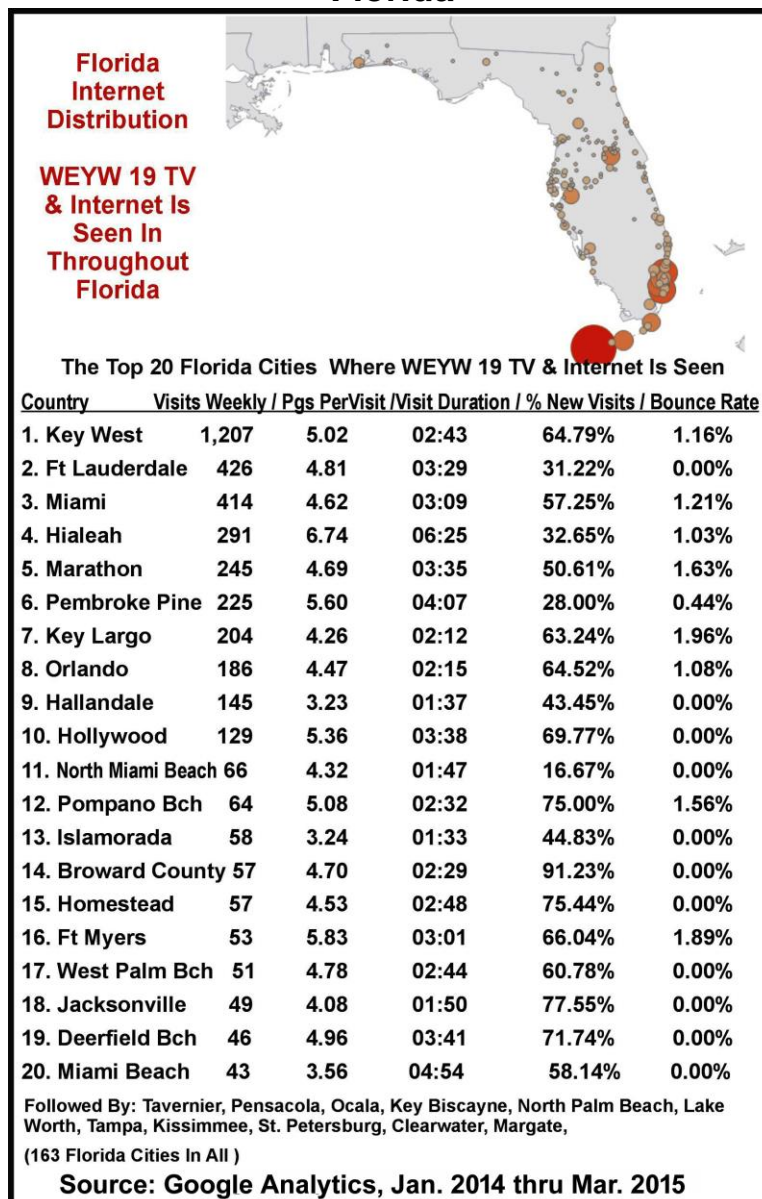 Florida
Florida
Internet
Distribution
WEYW 19 TV
& Internet Is
Seen In
Throughout
Florida
The Top 20 Florida Cities Where WEYW 19 TV & Internet Is Seen
Country Visits Weekly / Pgs PerVisit /Visit Duration / % New Visits / Bounce Rate
1. Key West 1,207 5.02 02:43 64.79% 1.16%
2. Ft Lauderdale 426 4.81 03:29 31.22% 0.00%
3. Miami 414 4.62 03:09 57.25% 1.21%
4. Hialeah 291 6.74 06:25 32.65% 1.03%
5. Marathon 245 4.69 03:35 50.61% 1.63%
6. Pembroke Pine 225 5.60 04:07 28.00% 0.44%
7. Key Largo 204 4.26 02:12 63.24% 1.96%
8. Orlando 186 4.47 02:15 64.52% 1.08%
9. Hallandale 145 3.23 01:37 43.45% 0.00%
10. Hollywood 129 5.36 03:38 69.77% 0.00%
11. North Miami Beach 66 4.32 01:47 16.67% 0.00%
12. Pompano Bch 64 5.08 02:32 75.00% 1.56%
13. Islamorada 58 3.24 01:33 44.83% 0.00%
14. Broward County 57 4.70 02:29 91.23% 0.00%
15. Homestead 57 4.53 02:48 75.44% 0.00%
16. Ft Myers 53 5.83 03:01 66.04% 1.89%
17. West Palm Bch 51 4.78 02:44 60.78% 0.00%
18. Jacksonville 49 4.08 01:50 77.55% 0.00%
19. Deerfield Bch 46 4.96 03:41 71.74% 0.00%
20. Miami Beach 43 3.56 04:54 58.14% 0.00%
Followed By: Tavernier, Pensacola, Ocala, Key Biscayne, North Palm Beach, Lake
Worth, Tampa, Kissimmee, St. Petersburg, Clearwater, Margate,
(163 Florida Cities In All )
Source: Google Analytics, Jan. 2014 thru Mar. 2015